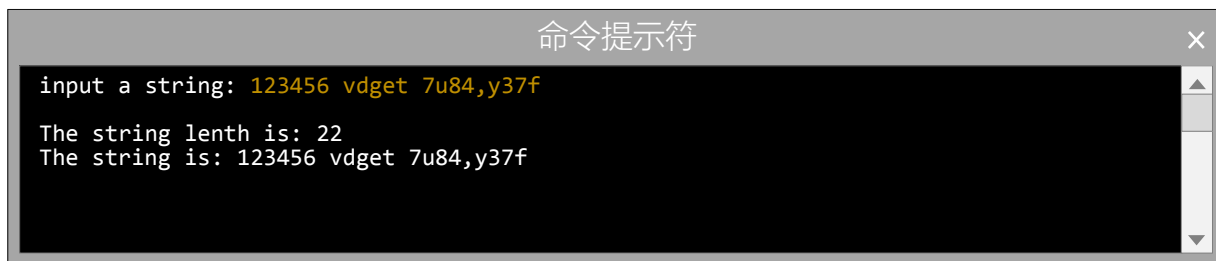 命令提示符
input a string: 123456 vdget 7u84,y37f
The string lenth is: 22
The string is: 123456 vdget 7u84,y37f